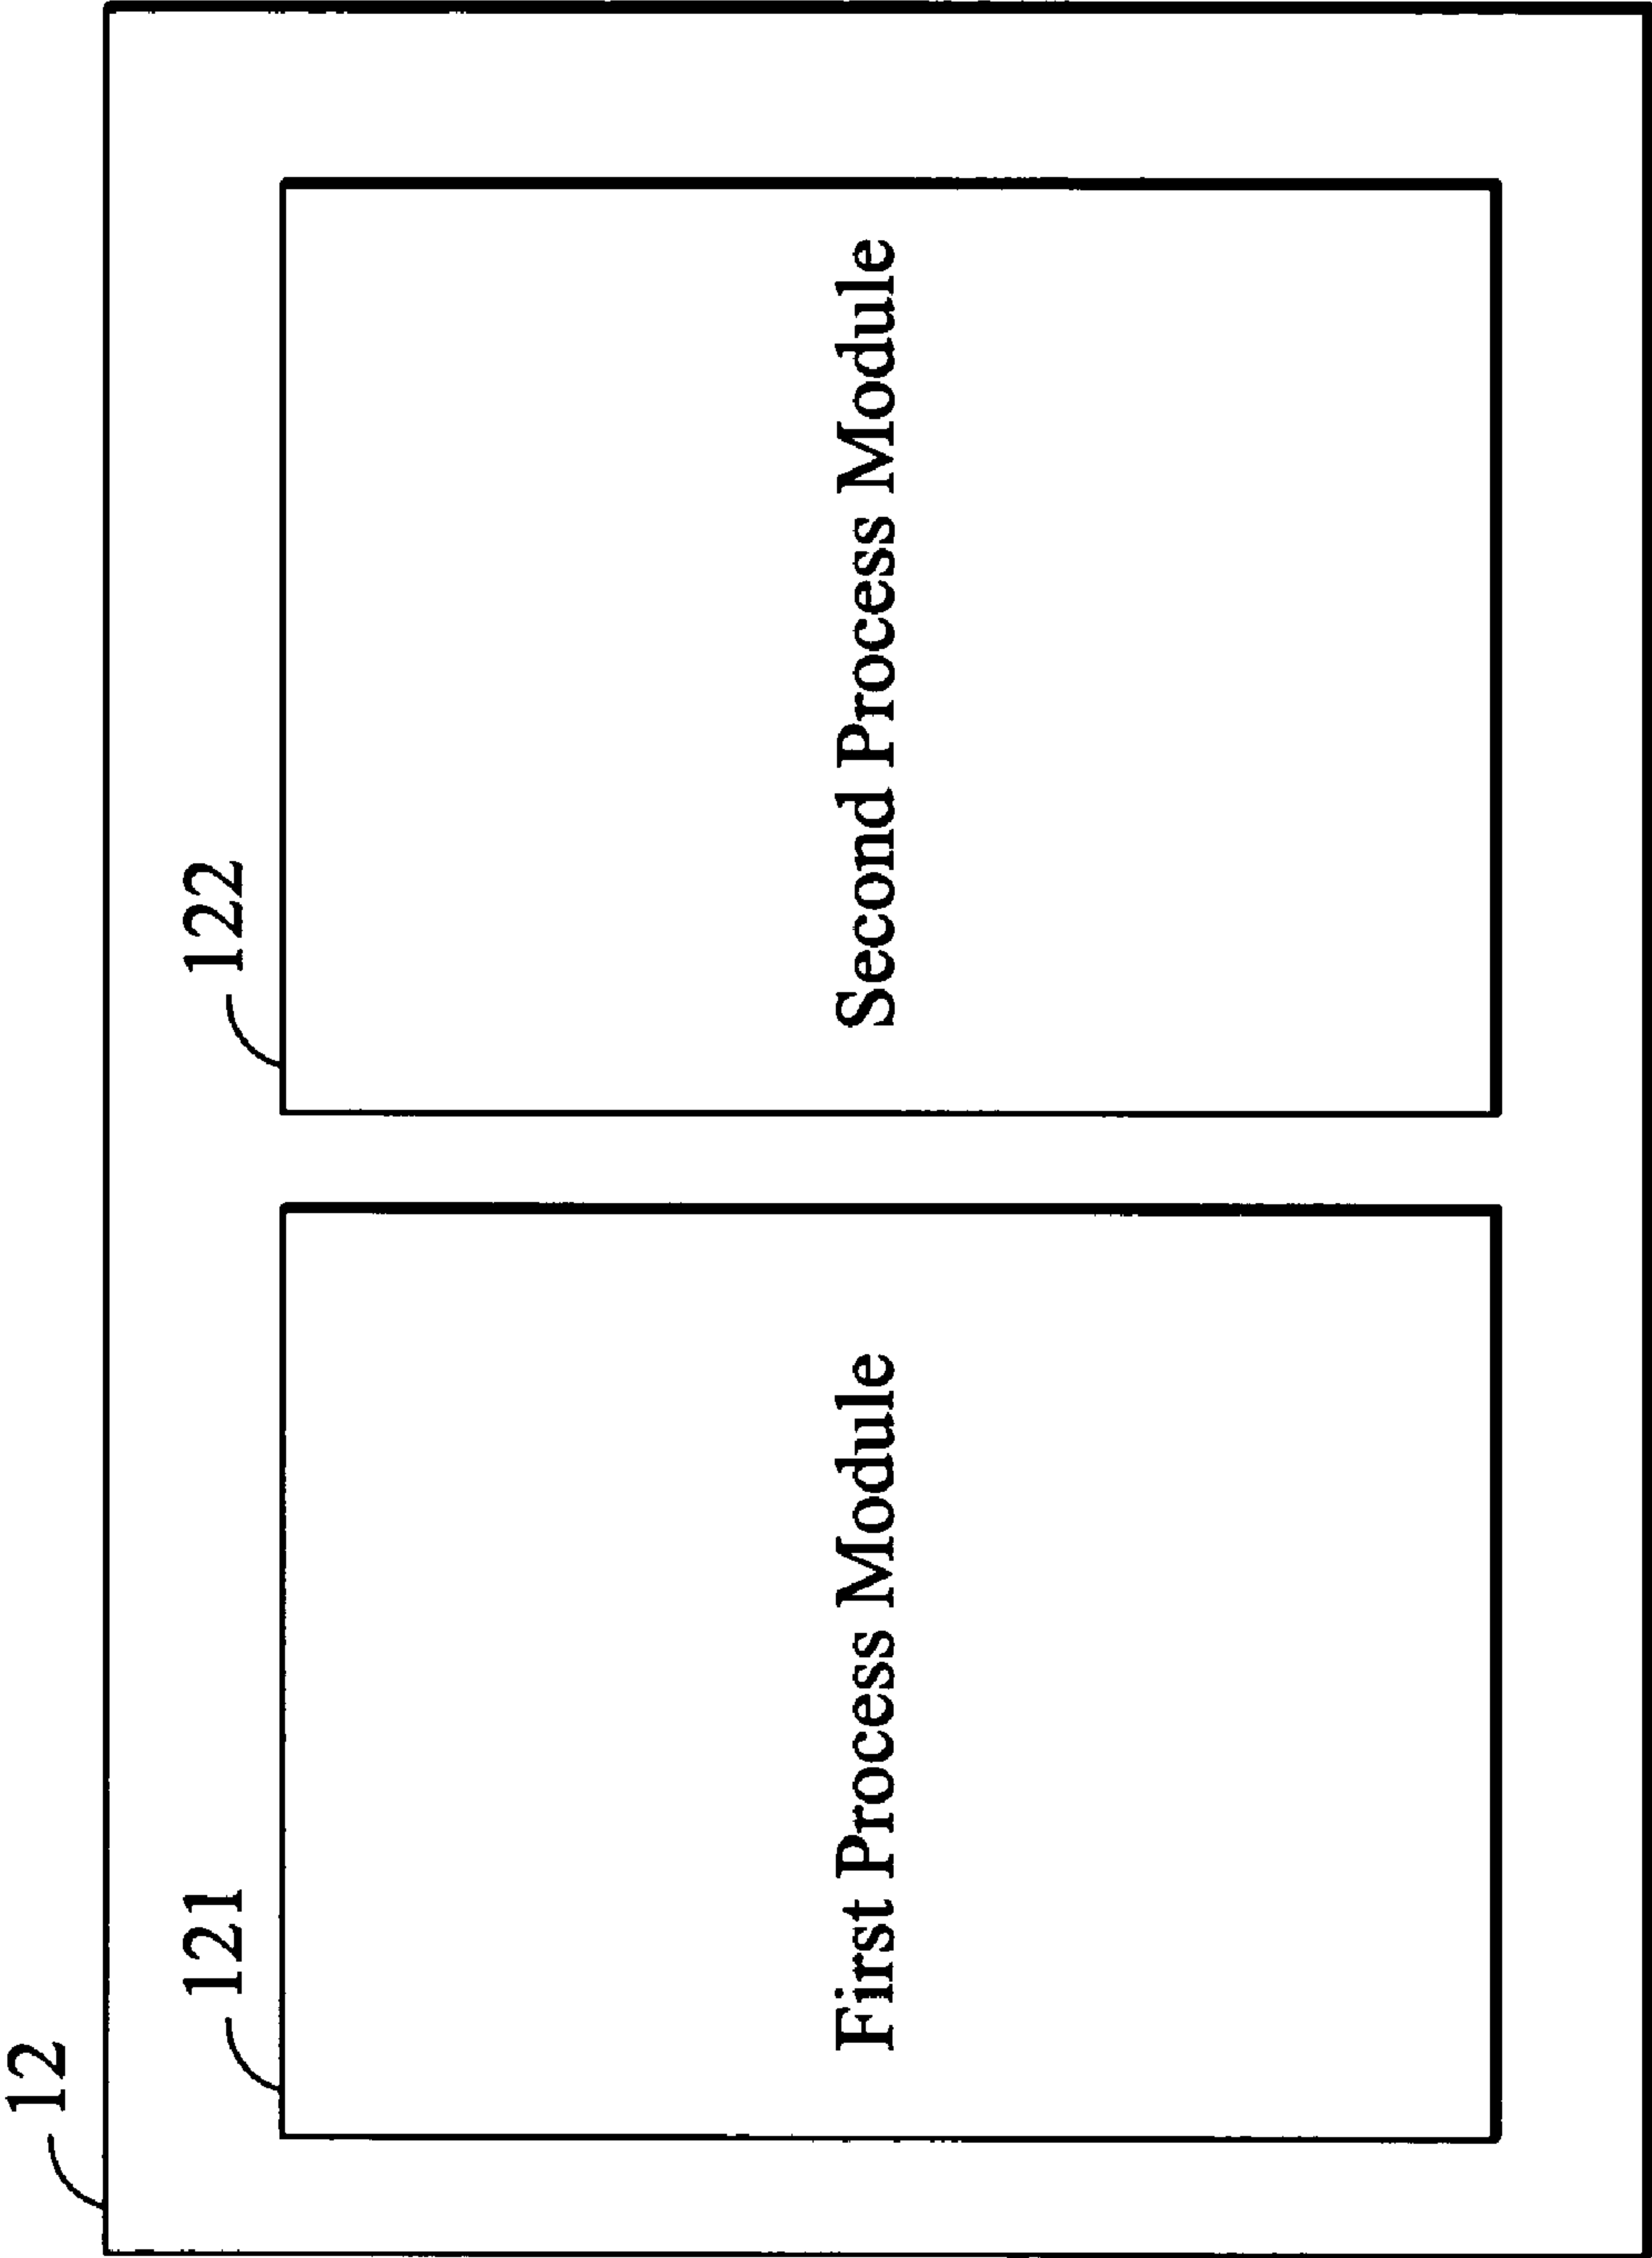 12
121
First Process Module
122
Second Process Module